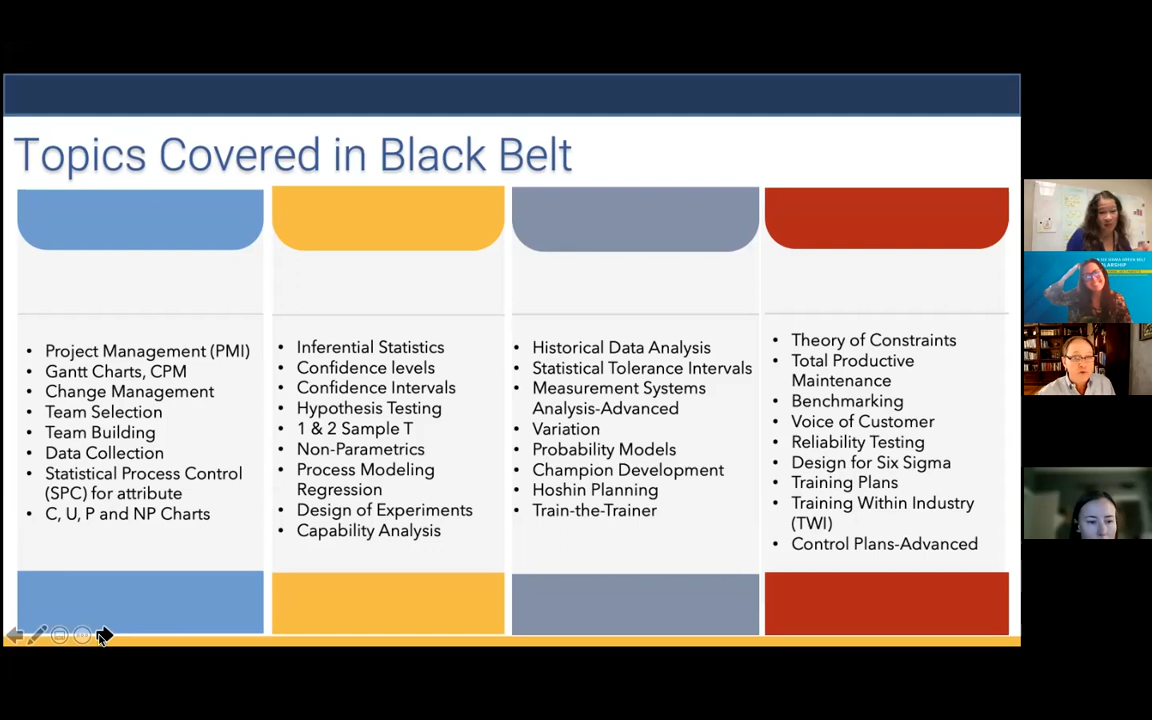 Topics Covered in Black Belt
• Project Management (PMI)
• Gantt Charts, CPM
• Change Management
• Team Selection
• Team Building
• Data Collection
• Statistical Process Control
(SPC) for attribute
• C, U, P and NP Charts
• Inferential Statistics
• Confidence levels
• Confidence Intervals
• Hypothesis Testing
• 1 & 2 Sample T
• Non-Parametrics
• Process Modeling
Regression
• Design of Experiments
• Capability Analysis
• Historical Data Analysis
• Statistical Tolerance Intervals
• Measurement Systems
Analysis-Advanced
• Variation
• Probability Models
• Champion Development
• Hoshin Planning
• Train-the-Trainer
• Theory of Constraints
• Total Productive
Maintenance
• Benchmarking
• Voice of Customer
• Reliability Testing
• Design for Six Sigma
• Training Plans
• Training Within Industry
(TWI)
• Control Plans-Advanced
SIGMA GREEN BELT